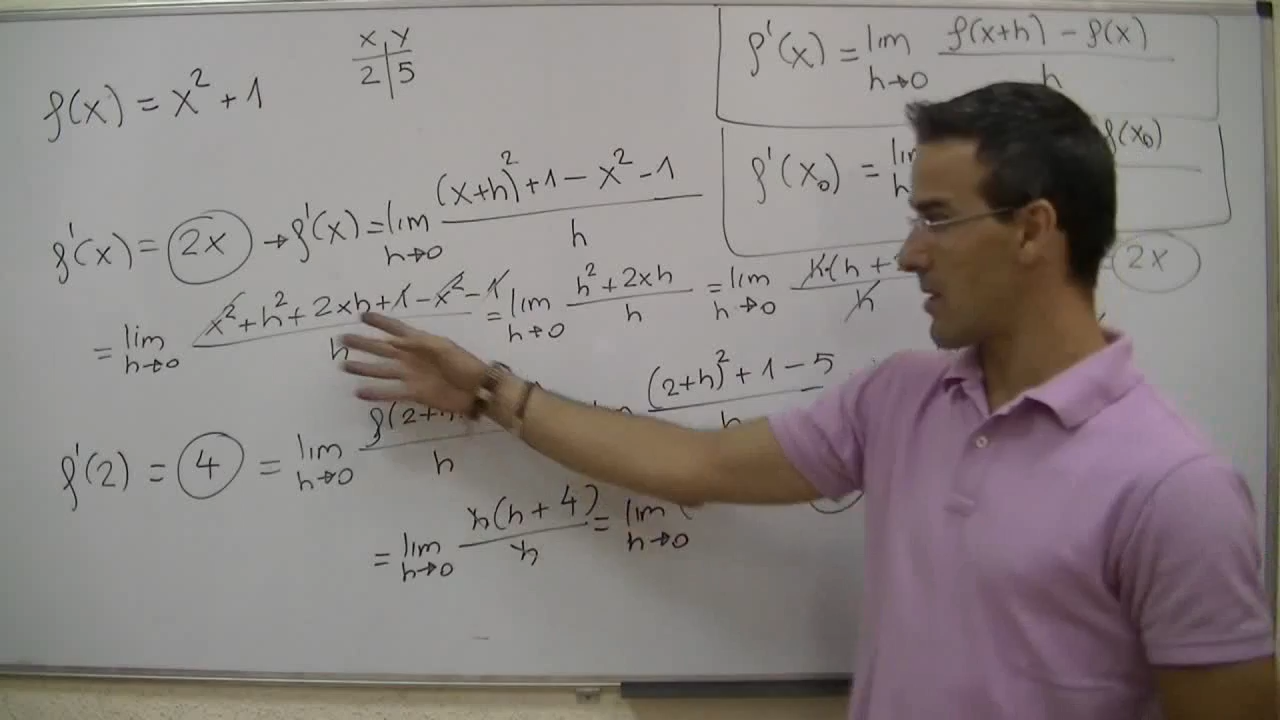 x y
2 5
f(x) = x² + 1
f'(x) = lim h→0 f(x+h) - f(x) / h
f'(x₀) = lim h→ f(x₀)
f'(x) = 2x → f'(x) = lim h→0 (x+h)² + 1 - x² - 1 / h
= lim h→0 x² + h² + 2xh + 1 - x² - 1 / h = lim h→0 h² + 2xh / h = lim h→0 h(h + / h = 2x
f'(2) = 4 = lim h→0 f(2+h / h (2+h)² + 1 - 5 / h
= lim h→0 h(h + 4) / h = lim h→0 (